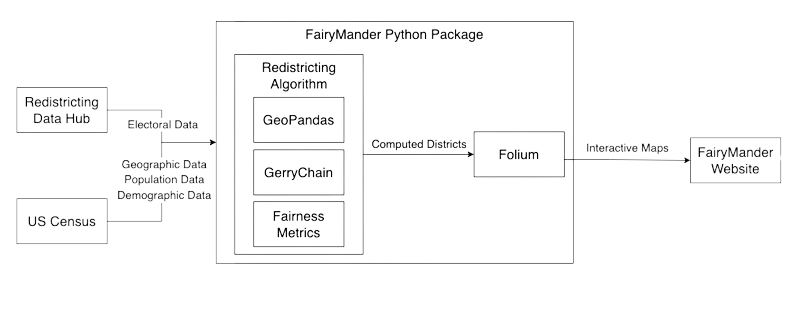 FairyMander Python Package
Redistricting
Algorithm
Redistricting
Data Hub
Electoral Data
GeoPandas
Computed Districts
Folium
Interactive Maps
FairyMander
Website
Geographic Data
Population Data
Demographic Data
GerryChain
US Census
Fairness
Metrics